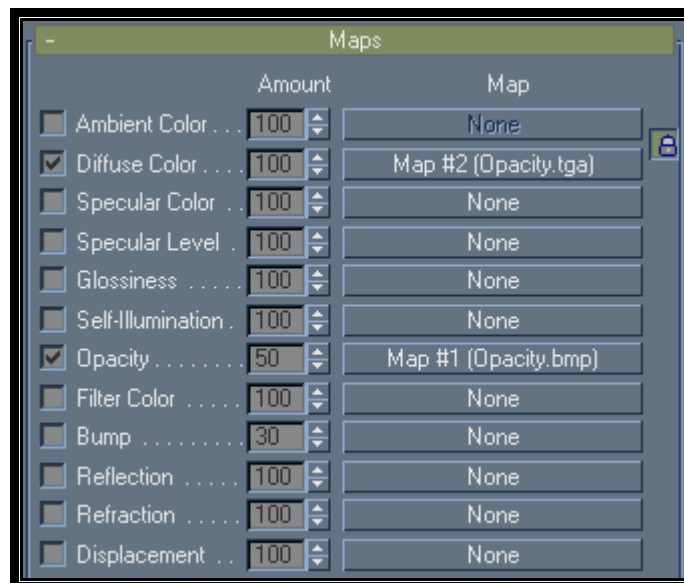 - Maps
Amount Map
Ambient Color . . . 100 None
Diffuse Color . . . . 100 Map #2 (Opacity.tga)
Specular Color . . 100 None
Specular Level . 100 None
Glossiness . . . . . 100 None
Self-Illumination . 100 None
Opacity . . . . . . . . 50 Map #1 (Opacity.bmp)
Filter Color . . . . . 100 None
Bump . . . . . . . . . 30 None
Reflection . . . . . 100 None
Refraction . . . . . 100 None
Displacement . . 100 None